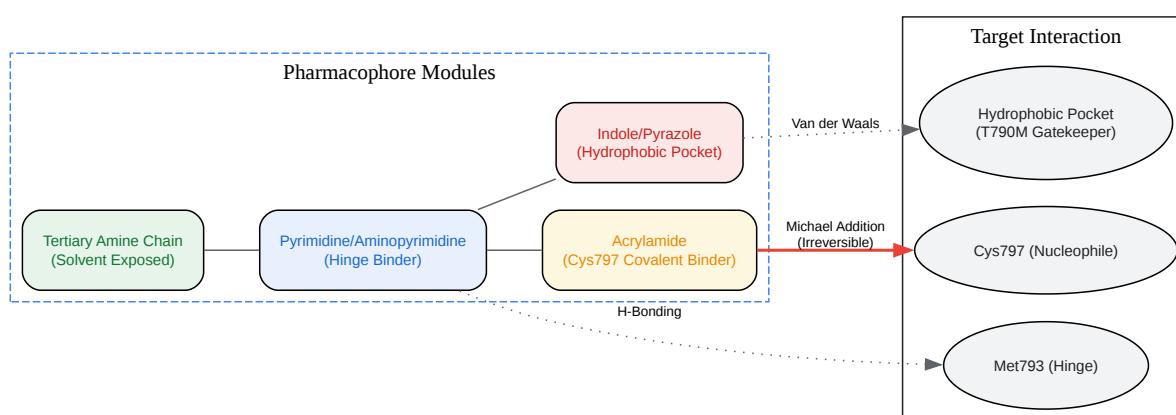 Target Interaction
Pharmacophore Modules
Hydrophobic Pocket
(T790M Gatekeeper)
Van der Waals
Indole/Pyrazole
(Hydrophobic Pocket)
Michael Addition
(Irreversible)
Tertiary Amine Chain
(Solvent Exposed)
Pyrimidine/Aminopyrimidine
(Hinge Binder)
Acrylamide
(Cys797 Covalent Binder)
Cys797 (Nucleophile)
H-Bonding
Met793 (Hinge)